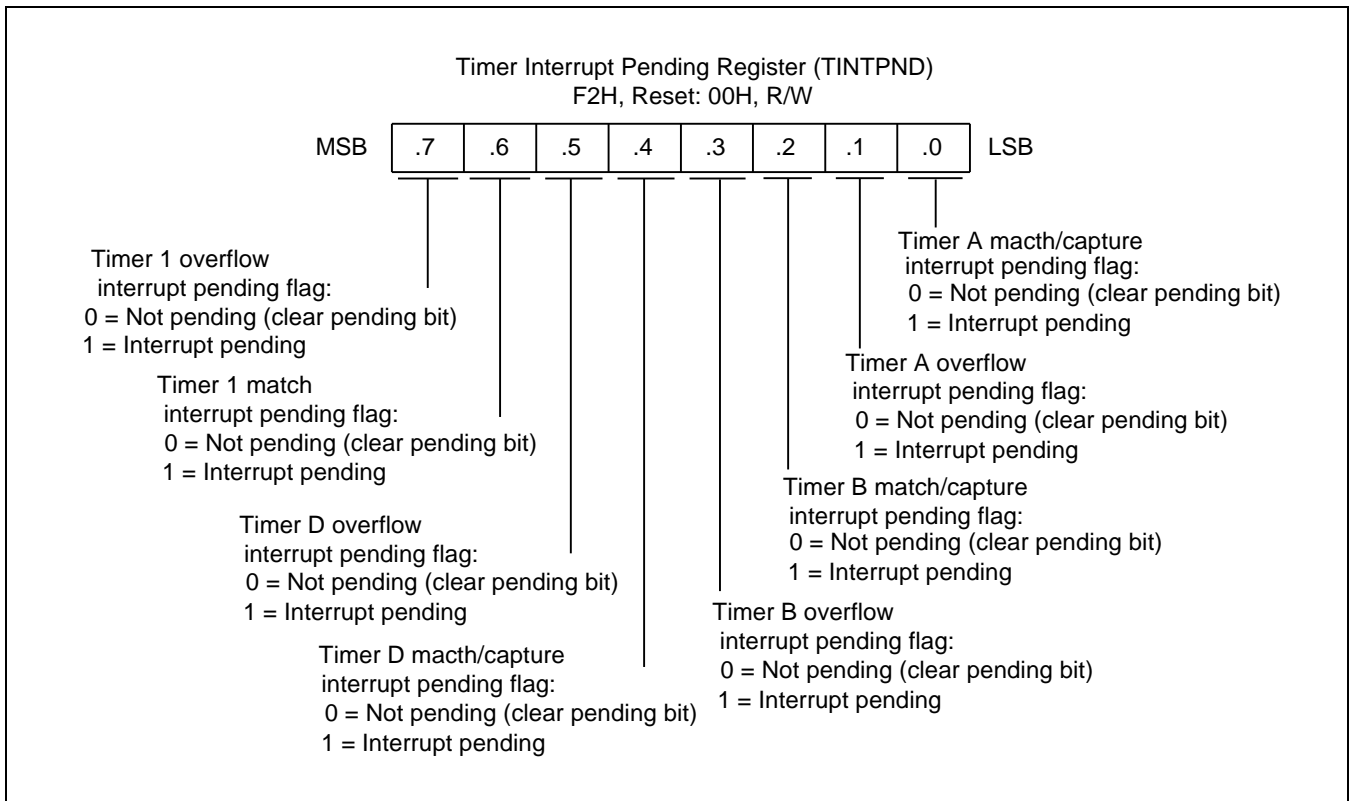 Timer Interrupt Pending Register (TINTPND)
F2H, Reset: 00H, R/W
MSB .7 .6 .5 .4 .3 .2 .1 .0 LSB
Timer 1 overflow
interrupt pending flag:
0 = Not pending (clear pending bit)
1 = Interrupt pending
Timer 1 match
interrupt pending flag:
0 = Not pending (clear pending bit)
1 = Interrupt pending
Timer D overflow
interrupt pending flag:
0 = Not pending (clear pending bit)
1 = Interrupt pending
Timer D macth/capture
interrupt pending flag:
0 = Not pending (clear pending bit)
1 = Interrupt pending
Timer A macth/capture
interrupt pending flag:
0 = Not pending (clear pending bit)
1 = Interrupt pending
Timer A overflow
interrupt pending flag:
0 = Not pending (clear pending bit)
1 = Interrupt pending
Timer B match/capture
interrupt pending flag:
0 = Not pending (clear pending bit)
1 = Interrupt pending
Timer B overflow
interrupt pending flag:
0 = Not pending (clear pending bit)
1 = Interrupt pending